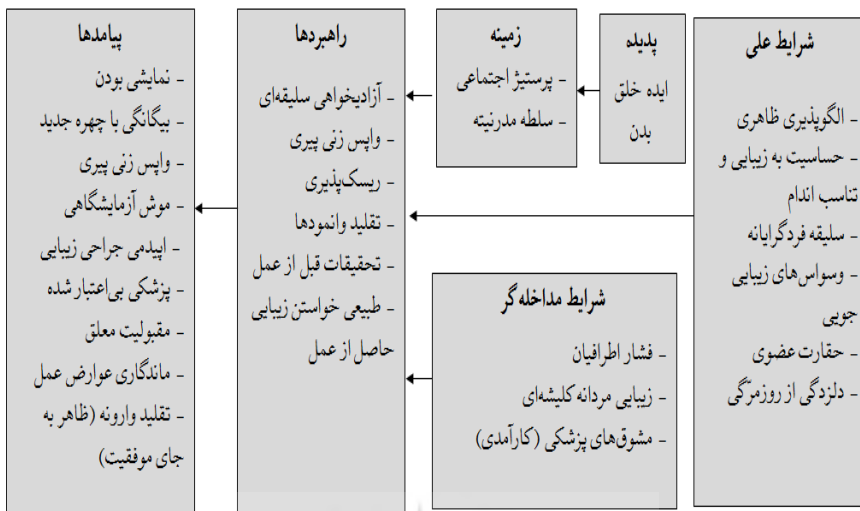 شرایط علی
- الگوپذیری ظاهری
- حساسیت به زیبایی و
تناسب اندام
- سلیقه فردگرایانه
- وسواس‌های زیبایی
جویی
- حقارت عضوی
- دلزدگی از روزمرّگی
پدیده
ایده خلق
بدن
زمینه
- پرستیژ اجتماعی
- سلطه مدرنیته
شرایط مداخله‌گر
- فشار اطرافیان
- زیبایی مردانه کلیشه‌ای
- مشوق‌های پزشکی (کارآمدی)
راهبردها
- آزادیخواهی سلیقه‌ای
- واپس زنی پیری
- ریسک‌پذیری
- تقلید وانمودها
- تحقیقات قبل از عمل
- طبیعی خواستن زیبایی
حاصل از عمل
پیامدها
- نمایشی بودن
- بیگانگی با چهره جدید
- واپس زنی پیری
- موش آزمایشگاهی
- اپیدمی جراحی زیبایی
- پزشکی بی‌اعتبار شده
- مقبولیت معلق
- ماندگاری عوارض عمل
- تقلید وارونه (ظاهر به
جای موفقیت)